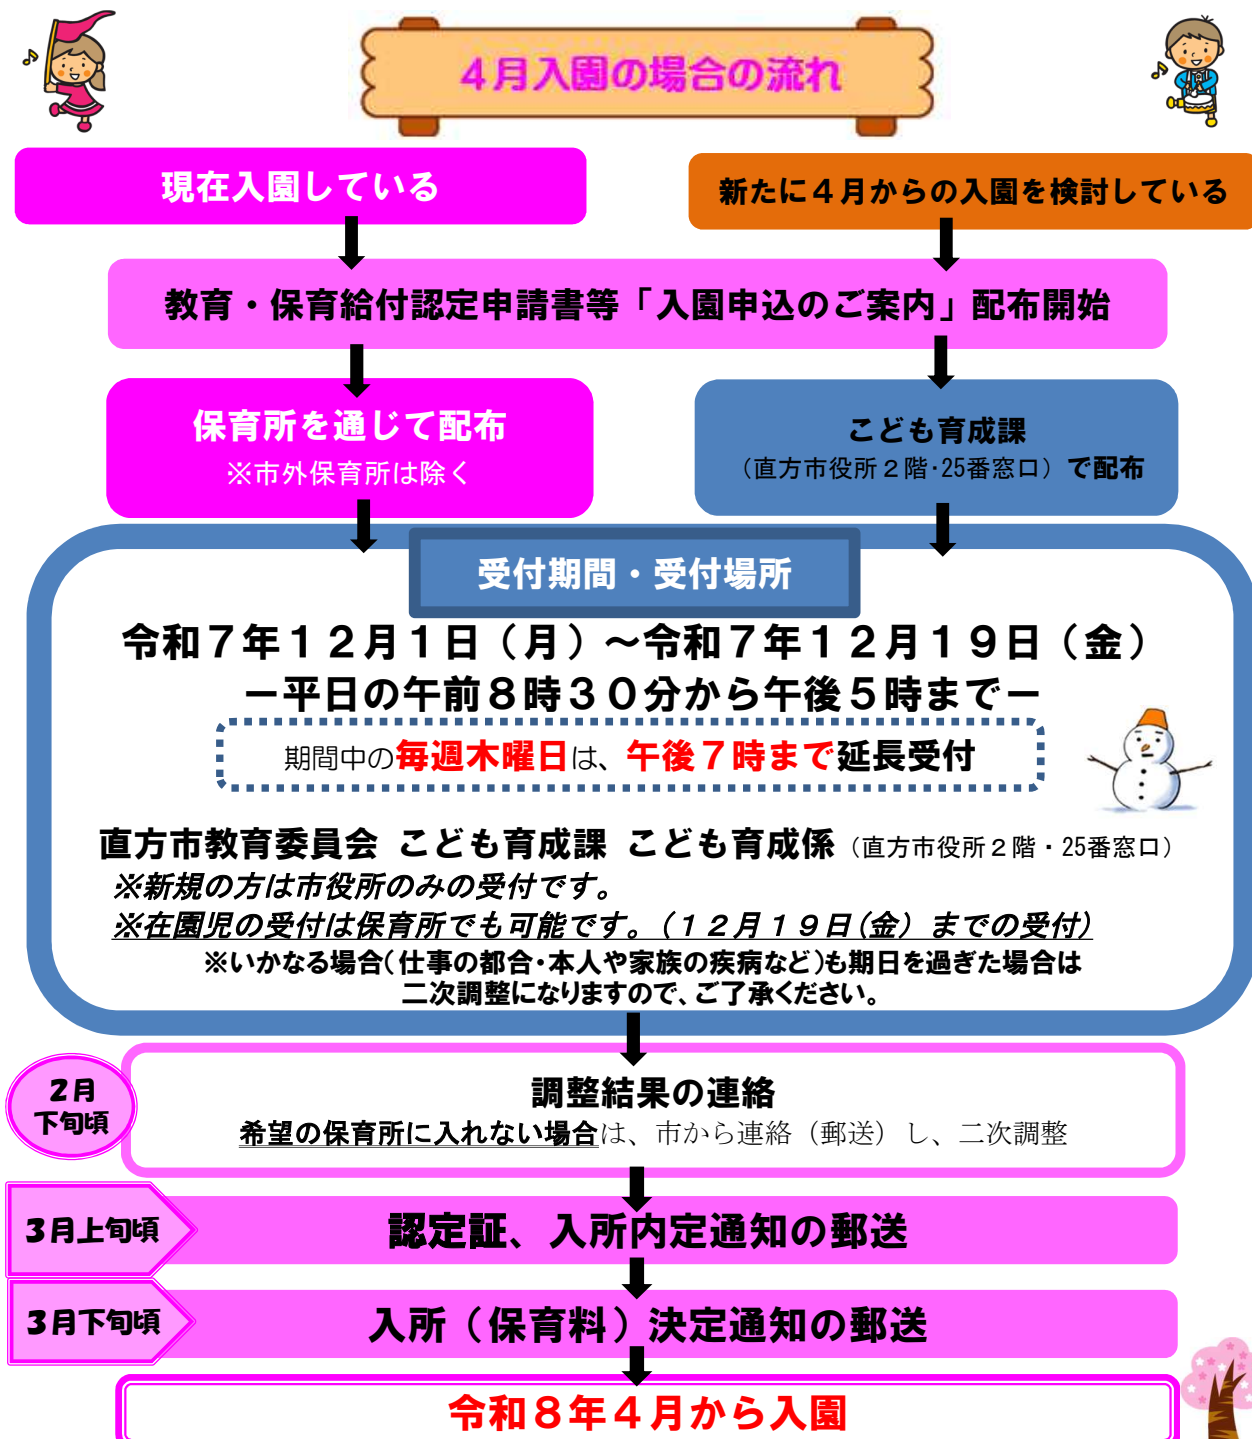 4月入園の場合の流れ
現在入園している
新たに４月からの入園を検討している
教育・保育給付認定申請書等「入園申込のご案内」配布開始
保育所を通じて配布
※市外保育所は除く
こども育成課
（直方市役所２階･25番窓口）で配布
受付期間・受付場所
令和７年１２月１日（月）～令和７年１２月１９日（金）
－平日の午前８時３０分から午後５時まで－
期間中の毎週木曜日は、午後７時まで延長受付
直方市教育委員会 こども育成課 こども育成係（直方市役所２階・25番窓口）
※新規の方は市役所のみの受付です。
※在園児の受付は保育所でも可能です。（１２月１９日(金）までの受付）
※いかなる場合（仕事の都合･本人や家族の疾病など）も期日を過ぎた場合は
二次調整になりますので、ご了承ください。
2月
下旬頃
調整結果の連絡
希望の保育所に入れない場合は、市から連絡（郵送）し、二次調整
3月上旬頃
認定証、入所内定通知の郵送
3月下旬頃
入所（保育料）決定通知の郵送
令和８年４月から入園